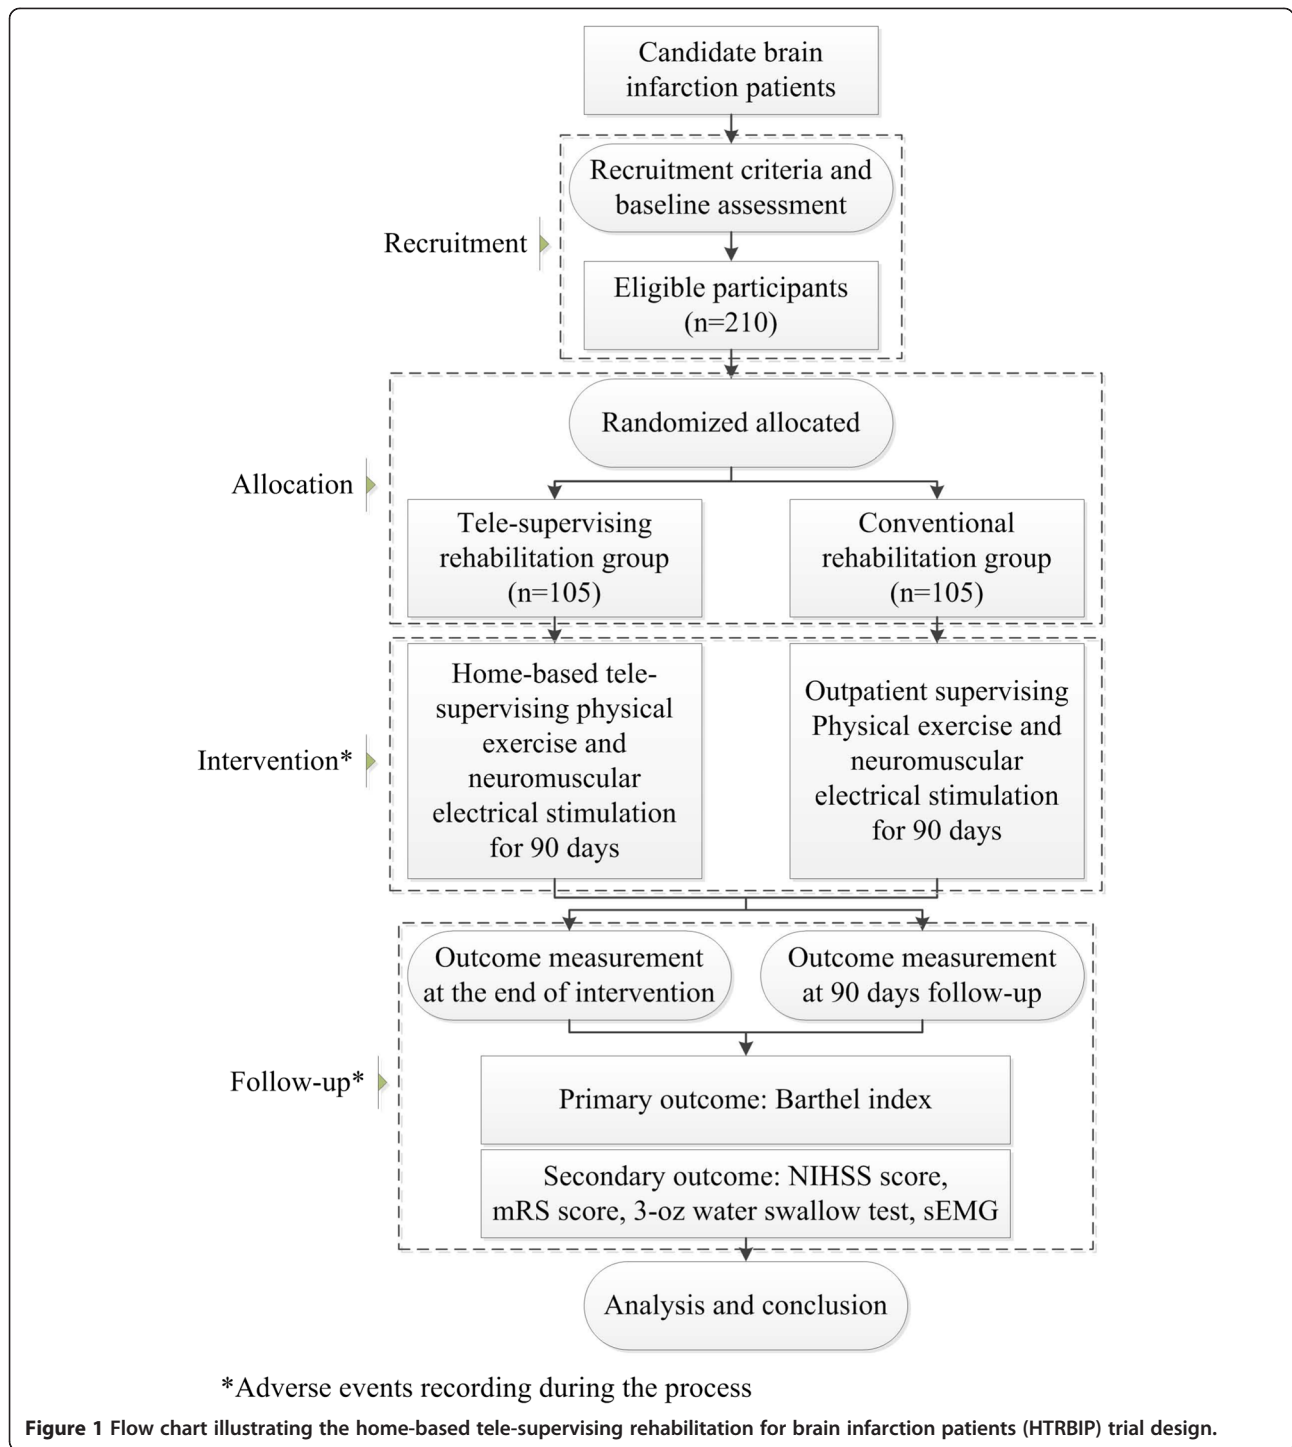 Candidate brain
infarction patients
Recruitment criteria and
baseline assessment
Recruitment
Eligible participants
(n=210)
Randomized allocated
Allocation
Tele-supervising
rehabilitation group
(n=105)
Conventional
rehabilitation group
(n=105)
Intervention*
Home-based tele-
supervising physical
exercise and
neuromuscular
electrical stimulation
for 90 days
Outpatient supervising
Physical exercise and
neuromuscular
electrical stimulation
for 90 days
Outcome measurement
at the end of intervention
Outcome measurement
at 90 days follow-up
Follow-up*
Primary outcome: Barthel index
Secondary outcome: NIHSS score,
mRS score, 3-oz water swallow test, sEMG
Analysis and conclusion
*Adverse events recording during the process
Figure 1 Flow chart illustrating the home-based tele-supervising rehabilitation for brain infarction patients (HTRBIP) trial design.